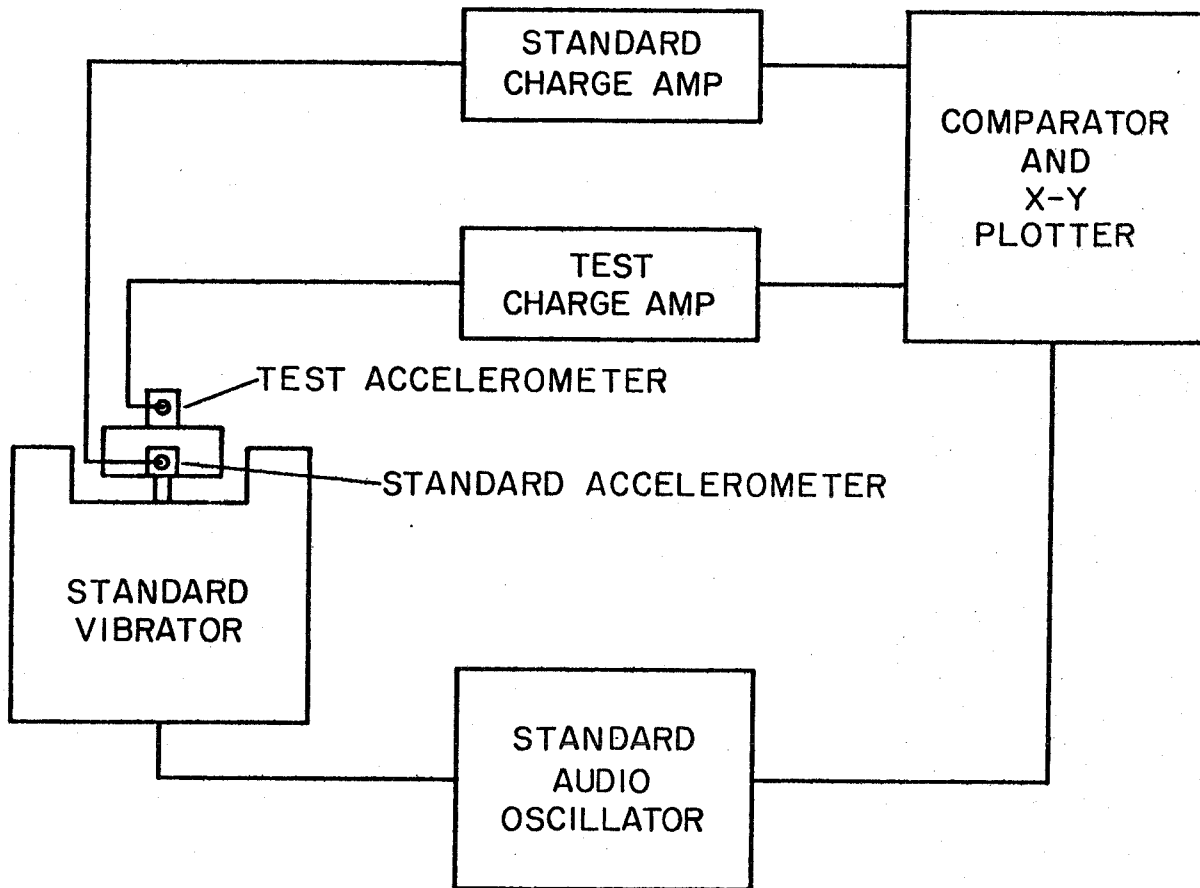 STANDARD
CHARGE AMP
COMPARATOR
AND
X-Y
PLOTTER
TEST
CHARGE AMP
TEST ACCELEROMETER
STANDARD ACCELEROMETER
STANDARD
VIBRATOR
STANDARD
AUDIO
OSCILLATOR